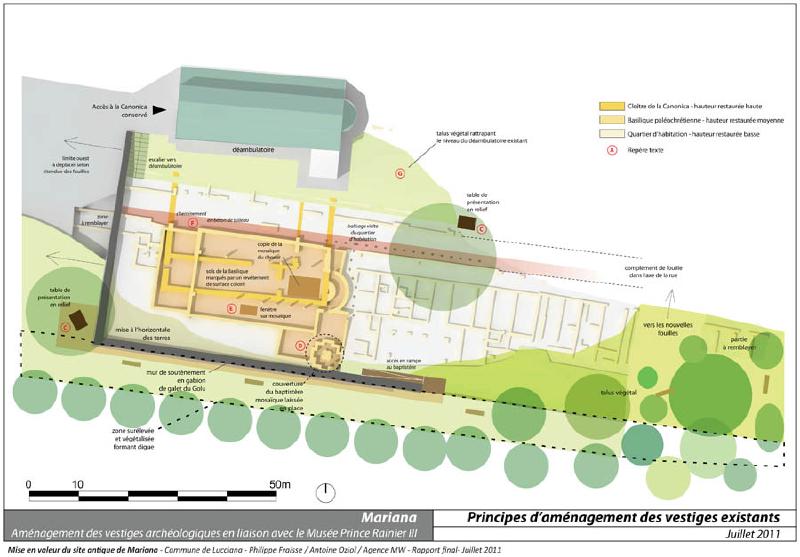 Cloître de la Canonica - hauteur restaurée haute
Basilique paléochrétienne - hauteur restaurée moyenne
Quartier d'habitation - hauteur restaurée basse
A Repère texte
Accès à la Canonica
conservé
déambulatoire
talus végétal rattrapant
le niveau du déambulatoire existant
G
limite ouest
à déplacer selon
étendue des fouilles
escalie vers
déambulatoire
table de
présentation
en relief
C
zone
à remblayer
cheminement
en béton de tuileau
F
balisage visite
du quartier
d'habitation
copie de la
mosaïque
du choeur
sols de la Basilique
marqués par un revêtement
de surface coloré
complément de fouille
dans l'axe de la rue
table de
présentation
en relief
C
E
fenêtre
sur mosaïque
mise à l'horizontale
des terres
D
vers les nouvelles
fouilles
partie
à remblayer
accès en rampe
au baptistère
mur de soutènement
en gabion
de galet du Golu
couverture
du baptistère
mosaïque laissée
en place
talus végétal
zone surélevée
et végétalisée
formant digue
0 10 50m
Mariana
Aménagement des vestiges archéologiques en liaison avec le Musée Prince Rainier III
Principes d'aménagement des vestiges existants
Juillet 2011
Mise en valeur du site antique de Mariana - Commune de Lucciana - Philippe Fraisse / Antoine Oziol / Agence MW - Rapport final- Juillet 2011